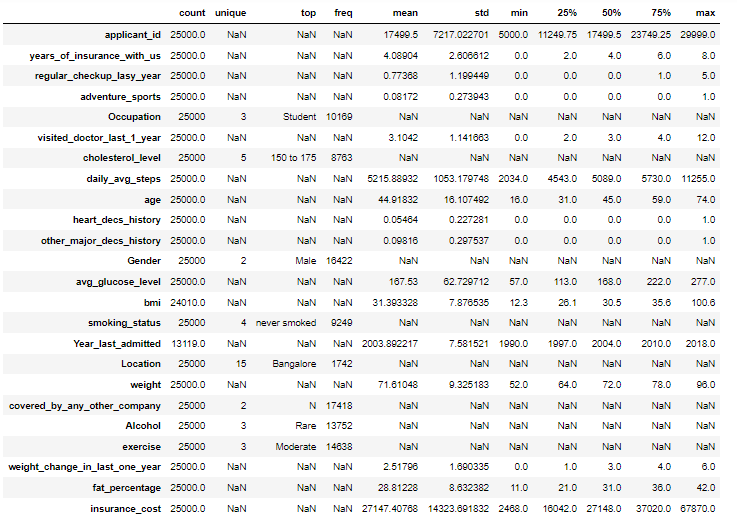 count unique top freq mean std min 25% 50% 75% max
applicant_id 25000.0 NaN NaN NaN 17499.5 7217.022701 5000.0 11249.75 17499.5 23749.25 29999.0
years_of_insurance_with_us 25000.0 NaN NaN NaN 4.08904 2.606612 0.0 2.0 4.0 6.0 8.0
regular_checkup_lasy_year 25000.0 NaN NaN NaN 0.77368 1.199449 0.0 0.0 0.0 1.0 5.0
adventure_sports 25000.0 NaN NaN NaN 0.08172 0.273943 0.0 0.0 0.0 0.0 1.0
Occupation 25000 3 Student 10169 NaN NaN NaN NaN NaN NaN NaN
visited_doctor_last_1_year 25000.0 NaN NaN NaN 3.1042 1.141663 0.0 2.0 3.0 4.0 12.0
cholesterol_level 25000 5 150 to 175 8763 NaN NaN NaN NaN NaN NaN NaN
daily_avg_steps 25000.0 NaN NaN NaN 5215.88932 1053.179748 2034.0 4543.0 5089.0 5730.0 11255.0
age 25000.0 NaN NaN NaN 44.91832 16.107492 16.0 31.0 45.0 59.0 74.0
heart_decs_history 25000.0 NaN NaN NaN 0.05464 0.227281 0.0 0.0 0.0 0.0 1.0
other_major_decs_history 25000.0 NaN NaN NaN 0.09816 0.297537 0.0 0.0 0.0 0.0 1.0
Gender 25000 2 Male 16422 NaN NaN NaN NaN NaN NaN NaN
avg_glucose_level 25000.0 NaN NaN NaN 167.53 62.729712 57.0 113.0 168.0 222.0 277.0
bmi 24010.0 NaN NaN NaN 31.393328 7.876535 12.3 26.1 30.5 35.6 100.6
smoking_status 25000 4 never smoked 9249 NaN NaN NaN NaN NaN NaN NaN
Year_last_admitted 13119.0 NaN NaN NaN 2003.892217 7.581521 1990.0 1997.0 2004.0 2010.0 2018.0
Location 25000 15 Bangalore 1742 NaN NaN NaN NaN NaN NaN NaN
weight 25000.0 NaN NaN NaN 71.61048 9.325183 52.0 64.0 72.0 78.0 96.0
covered_by_any_other_company 25000 2 N 17418 NaN NaN NaN NaN NaN NaN NaN
Alcohol 25000 3 Rare 13752 NaN NaN NaN NaN NaN NaN NaN
exercise 25000 3 Moderate 14638 NaN NaN NaN NaN NaN NaN NaN
weight_change_in_last_one_year 25000.0 NaN NaN NaN 2.51796 1.690335 0.0 1.0 3.0 4.0 6.0
fat_percentage 25000.0 NaN NaN NaN 28.81228 8.632382 11.0 21.0 31.0 36.0 42.0
insurance_cost 25000.0 NaN NaN NaN 27147.40768 14323.691832 2468.0 16042.0 27148.0 37020.0 67870.0